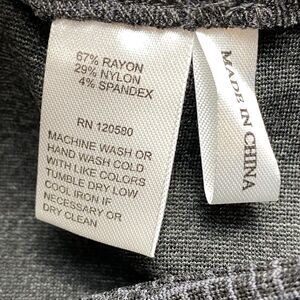 67% RAYON
29% NYLON
4% SPANDEX
RN 120580
MACHINE WASH OR
HAND WASH COLD
WITH LIKE COLORS
TUMBLE DRY LOW
COOL IRON IF
NECESSARY OR
DRY CLEAN
MADE IN CHINA